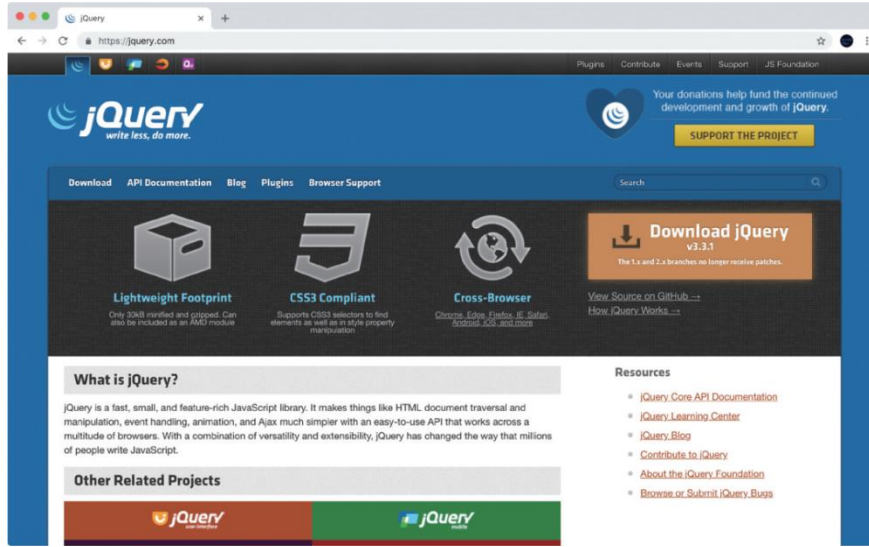 jQuery
https://jquery.com
a.
Plugins Contribute Events Support JS Foundation
jQuery
write less, do more.
Your donations help fund the continued
development and growth of jQuery.
SUPPORT THE PROJECT
Download API Documentation Blog Plugins Browser Support
Search
Lightweight Footprint
Only 30kB minified and gzipped. Can
also be included as an AMD module
CSS3 Compliant
Supports CSS3 selectors to find
elements as well as in style property
manipulation
Cross-Browser
Chrome, Edge, Firefox, IE, Safari,
Android, iOS, and more
Download jQuery
v3.3.1
The 1.x and 2.x branches no longer receive patches.
View Source on GitHub →
How jQuery Works →
What is jQuery?
jQuery is a fast, small, and feature-rich JavaScript library. It makes things like HTML document traversal and
manipulation, event handling, animation, and Ajax much simpler with an easy-to-use API that works across a
multitude of browsers. With a combination of versatility and extensibility, jQuery has changed the way that millions
of people write JavaScript.
Other Related Projects
jQuery
user interface
jQuery
mobile
Resources
jQuery Core API Documentation
jQuery Learning Center
jQuery Blog
Contribute to jQuery
About the jQuery Foundation
Browse or Submit jQuery Bugs